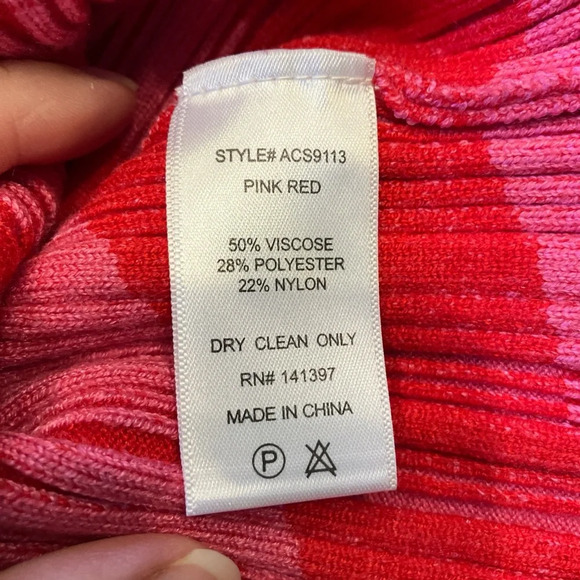 STYLE# ACS9113
PINK RED
50% VISCOSE
28% POLYESTER
22% NYLON
DRY CLEAN ONLY
RN# 141397
MADE IN CHINA
P